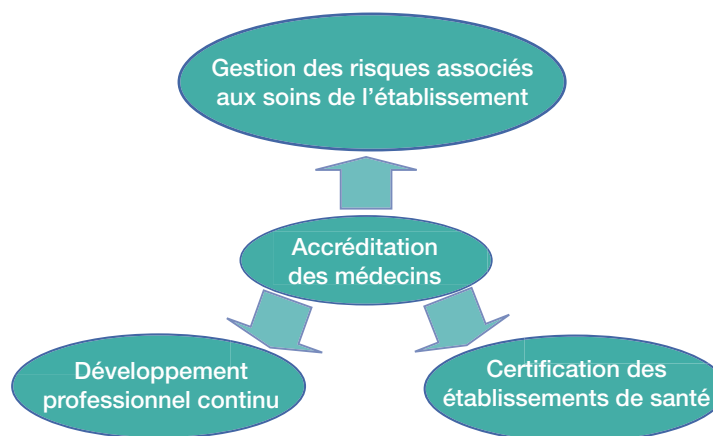 Gestion des risques associés
aux soins de l’établissement
Accréditation
des médecins
Développement
professionnel continu
Certification des
établissements de santé